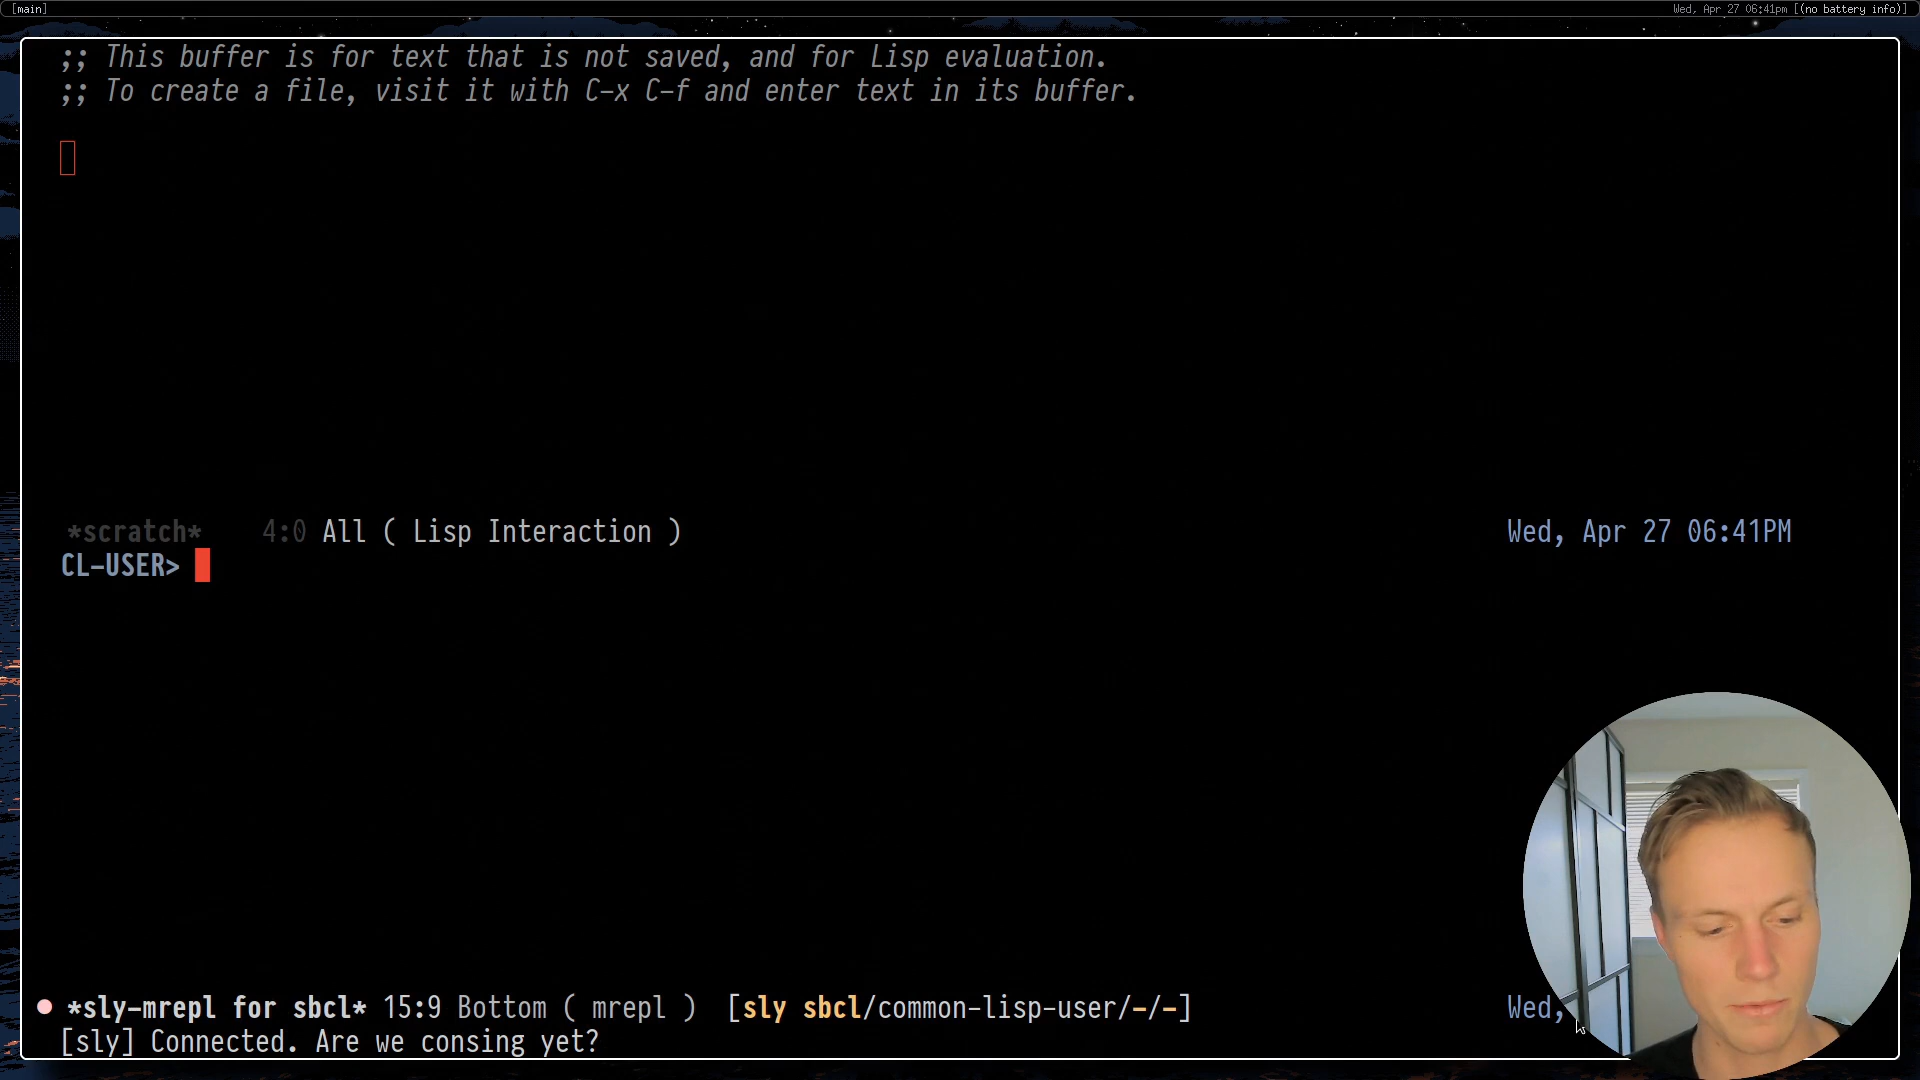 [main]
Wed, Apr 27 06:41pm [(no battery info)]
;; This buffer is for text that is not saved, and for Lisp evaluation.
;; To create a file, visit it with C-x C-f and enter text in its buffer.
*scratch* 4:0 All ( Lisp Interaction ) Wed, Apr 27 06:41PM
CL-USER>
*sly-mrepl for sbcl* 15:9 Bottom ( mrepl ) [sly sbcl/common-lisp-user/-/-] Wed,
[sly] Connected. Are we consing yet?